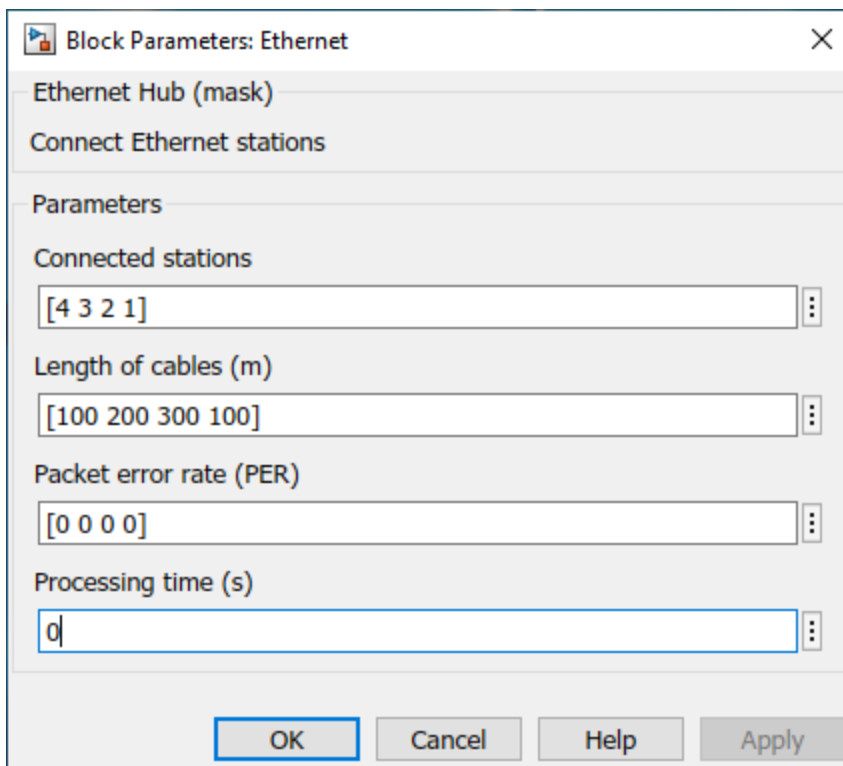 Block Parameters: Ethernet
Ethernet Hub (mask)
Connect Ethernet stations
Parameters
Connected stations
[4 3 2 1]
Length of cables (m)
[100 200 300 100]
Packet error rate (PER)
[0 0 0 0]
Processing time (s)
0
OK Cancel Help Apply